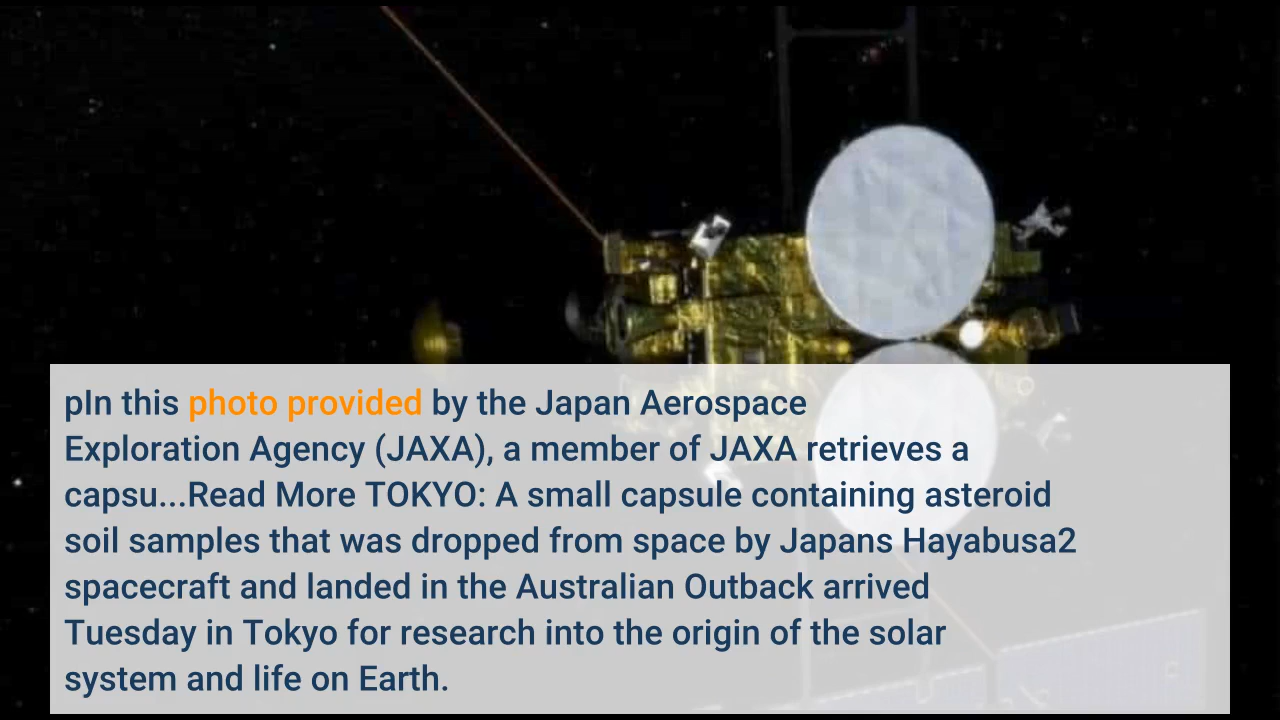 pIn this photo provided by the Japan Aerospace
Exploration Agency (JAXA), a member of JAXA retrieves a
capsu...Read More TOKYO: A small capsule containing asteroid
soil samples that was dropped from space by Japans Hayabusa2
spacecraft and landed in the Australian Outback arrived
Tuesday in Tokyo for research into the origin of the solar
system and life on Earth.